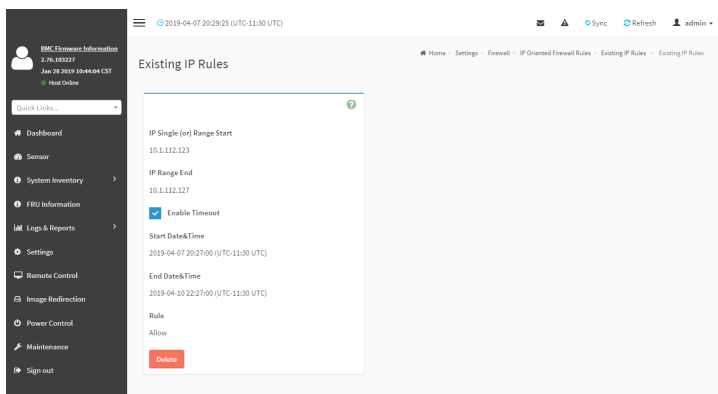 2019-04-07 20:29:25 (UTC-11:30 UTC)
Sync
Refresh
admin
BMC Firmware Information
2.76.103227
Jan 28 2019 10:44:04 CST
Host Online
Quick Links..
Dashboard
Sensor
System Inventory
FRU Information
Logs & Reports
Settings
Remote Control
Image Redirection
Power Control
Maintenance
Sign out
Existing IP Rules
Home > Settings > Firewall > IP Oriented Firewall Rules > Existing IP Rules > Existing IP Rules
IP Single (or) Range Start
10.1.112.123
IP Range End
10.1.112.127
Enable Timeout
Start Date&Time
2019-04-07 20:27:00 (UTC-11:30 UTC)
End Date&Time
2019-04-10 22:27:00 (UTC-11:30 UTC)
Rule
Allow
Delete